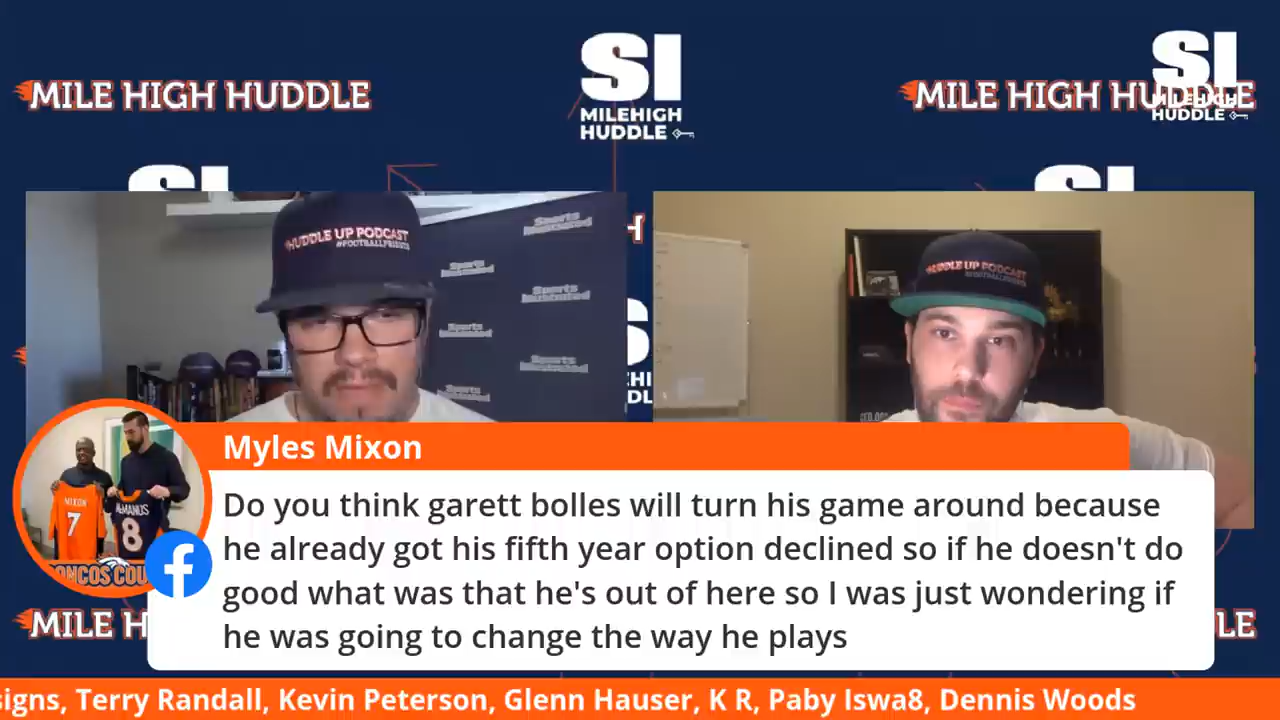 SI
SI
MILE HIGH HUDDLE
MILE HIGH HUDDLE
MILEHIGH
HUDDLE
MILEHIGH
HUDDLE
SI
SI
HUDDLE UP PODCAST
#FOOTBALLFRIENDS
Sports
Illustrated
Sports
Illustrated
Sports
Illustrated
Sports
Illustrated
Sports
Illustrated
HUDDLE UP PODCAST
Myles Mixon
MIXON
7
8
Do you think garett bolles will turn his game around because
he already got his fifth year option declined so if he doesn't do
good what was that he's out of here so I was just wondering if
he was going to change the way he plays
MILE H
LE
signs, Terry Randall, Kevin Peterson, Glenn Hauser, K R, Paby Iswa8, Dennis Woods